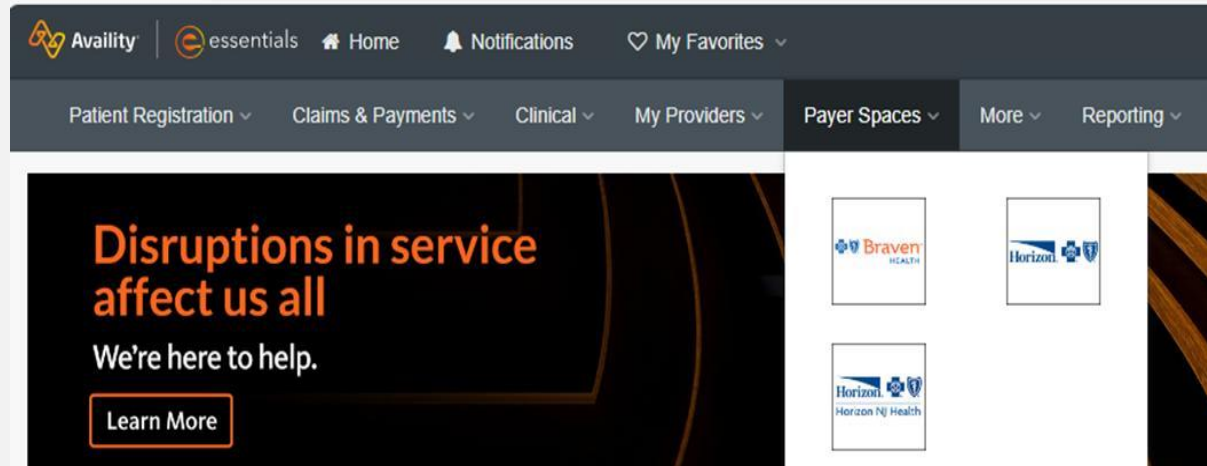 Availity essentials Home Notifications My Favorites
Patient Registration Claims & Payments Clinical My Providers Payer Spaces More Reporting
Disruptions in service
affect us all
We're here to help.
Learn More
Braven
HEALTH
Horizon
Horizon
Horizon NJ Health